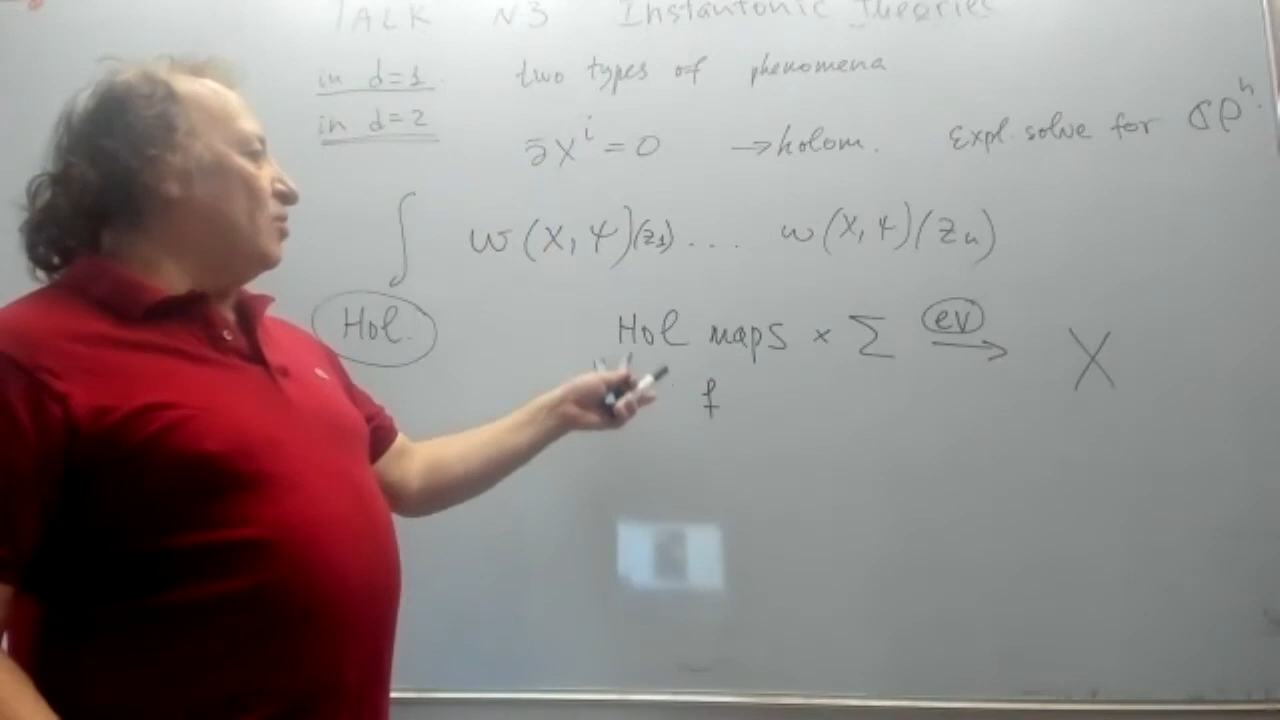 TALK N3 Instantonic Theories
in d=1 two types of phenomena
in d=2
∂̄X^i = 0 → holom. Expl. solve for ℂP^n.
∫ ω(X,ψ)(z₁) .... ω(X,ψ)(z_n)
Hol. Hol maps × Σ ev→ X
f